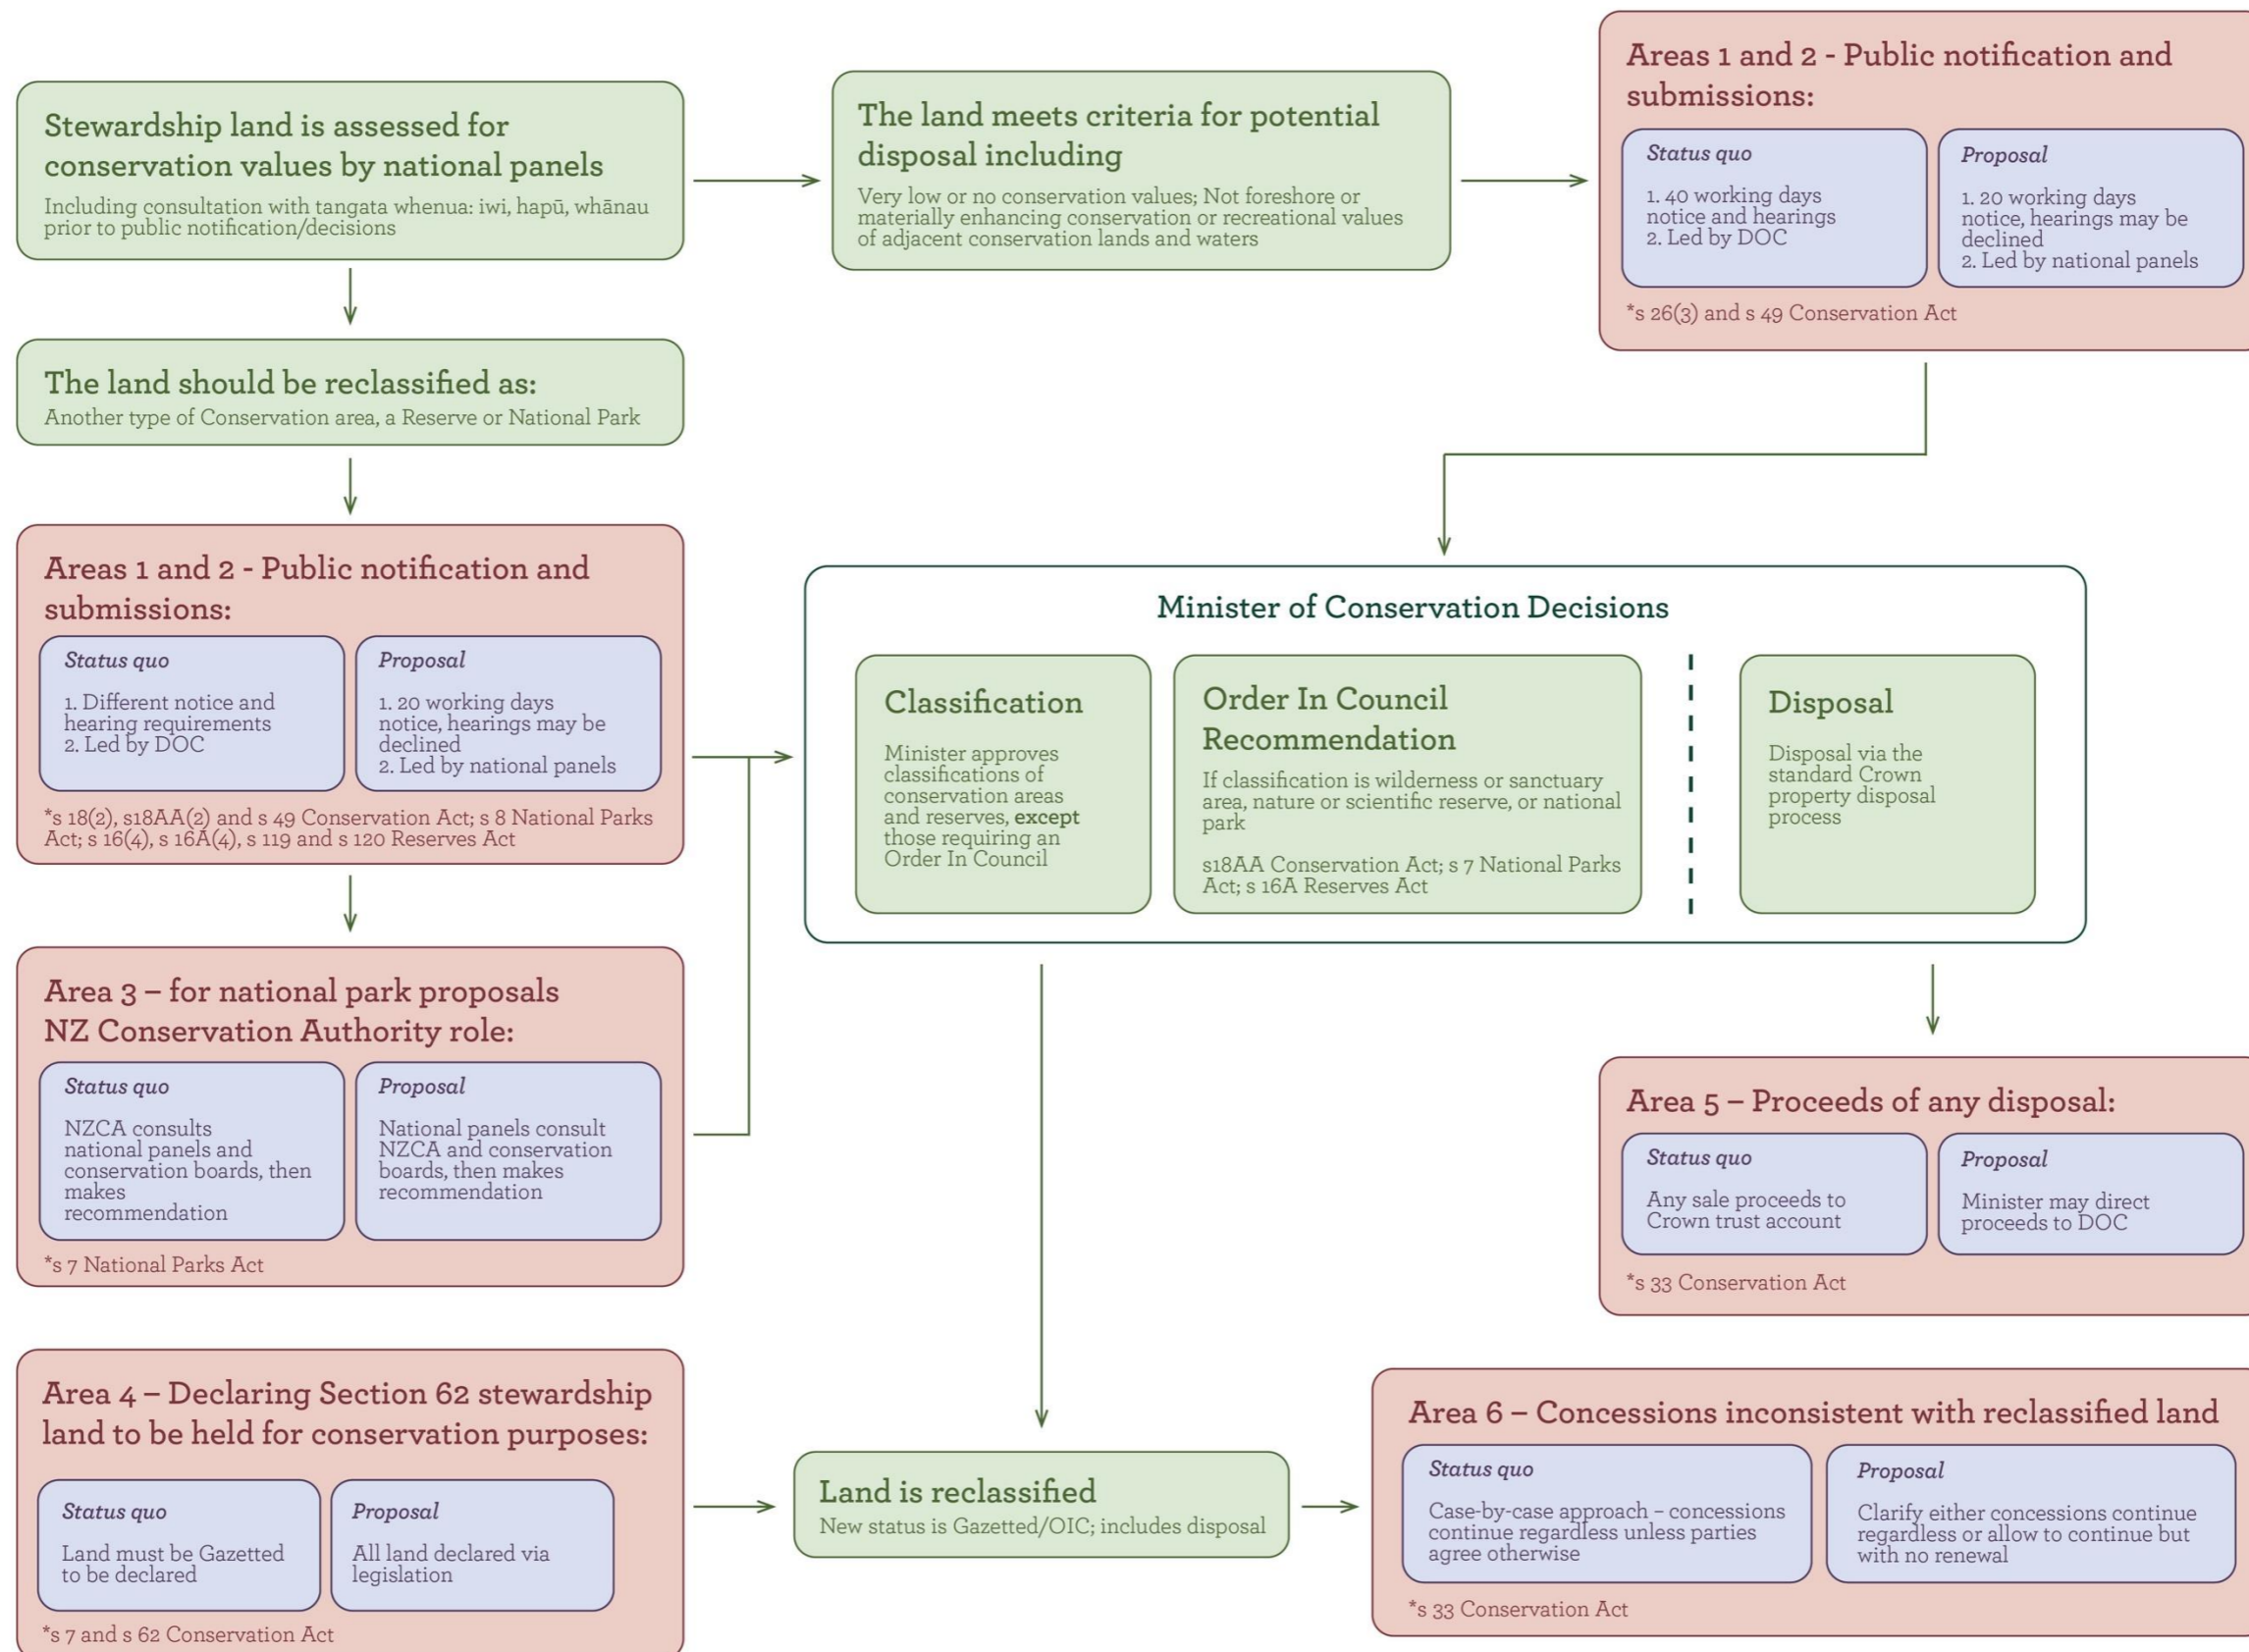 Stewardship land is assessed for
conservation values by national panels
Including consultation with tangata whenua: iwi, hapū, whānau
prior to public notification/decisions
The land meets criteria for potential
disposal including
Very low or no conservation values; Not foreshore or
materially enhancing conservation or recreational values
of adjacent conservation lands and waters
Areas 1 and 2 - Public notification and
submissions:
Status quo
1. 40 working days
notice and hearings
2. Led by DOC
Proposal
1. 20 working days
notice, hearings may be
declined
2. Led by national panels
*s 26(3) and s 49 Conservation Act
The land should be reclassified as:
Another type of Conservation area, a Reserve or National Park
Areas 1 and 2 - Public notification and
submissions:
Status quo
1. Different notice and
hearing requirements
2. Led by DOC
Proposal
1. 20 working days
notice, hearings may be
declined
2. Led by national panels
*s 18(2), s18AA(2) and s 49 Conservation Act; s 8 National Parks
Act; s 16(4), s 16A(4), s 119 and s 120 Reserves Act
Minister of Conservation Decisions
Classification
Minister approves
classifications of
conservation areas
and reserves, except
those requiring an
Order In Council
Order In Council
Recommendation
If classification is wilderness or sanctuary
area, nature or scientific reserve, or national
park
s18AA Conservation Act; s 7 National Parks
Act; s 16A Reserves Act
Disposal
Disposal via the
standard Crown
property disposal
process
Area 3 – for national park proposals
NZ Conservation Authority role:
Status quo
NZCA consults
national panels and
conservation boards, then
makes
recommendation
Proposal
National panels consult
NZCA and conservation
boards, then makes
recommendation
*s 7 National Parks Act
Area 5 – Proceeds of any disposal:
Status quo
Any sale proceeds to
Crown trust account
Proposal
Minister may direct
proceeds to DOC
*s 33 Conservation Act
Area 4 – Declaring Section 62 stewardship
land to be held for conservation purposes:
Status quo
Land must be Gazetted
to be declared
Proposal
All land declared via
legislation
*s 7 and s 62 Conservation Act
Land is reclassified
New status is Gazetted/OIC; includes disposal
Area 6 – Concessions inconsistent with reclassified land
Status quo
Case-by-case approach – concessions
continue regardless unless parties
agree otherwise
Proposal
Clarify either concessions continue
regardless or allow to continue but
with no renewal
*s 33 Conservation Act